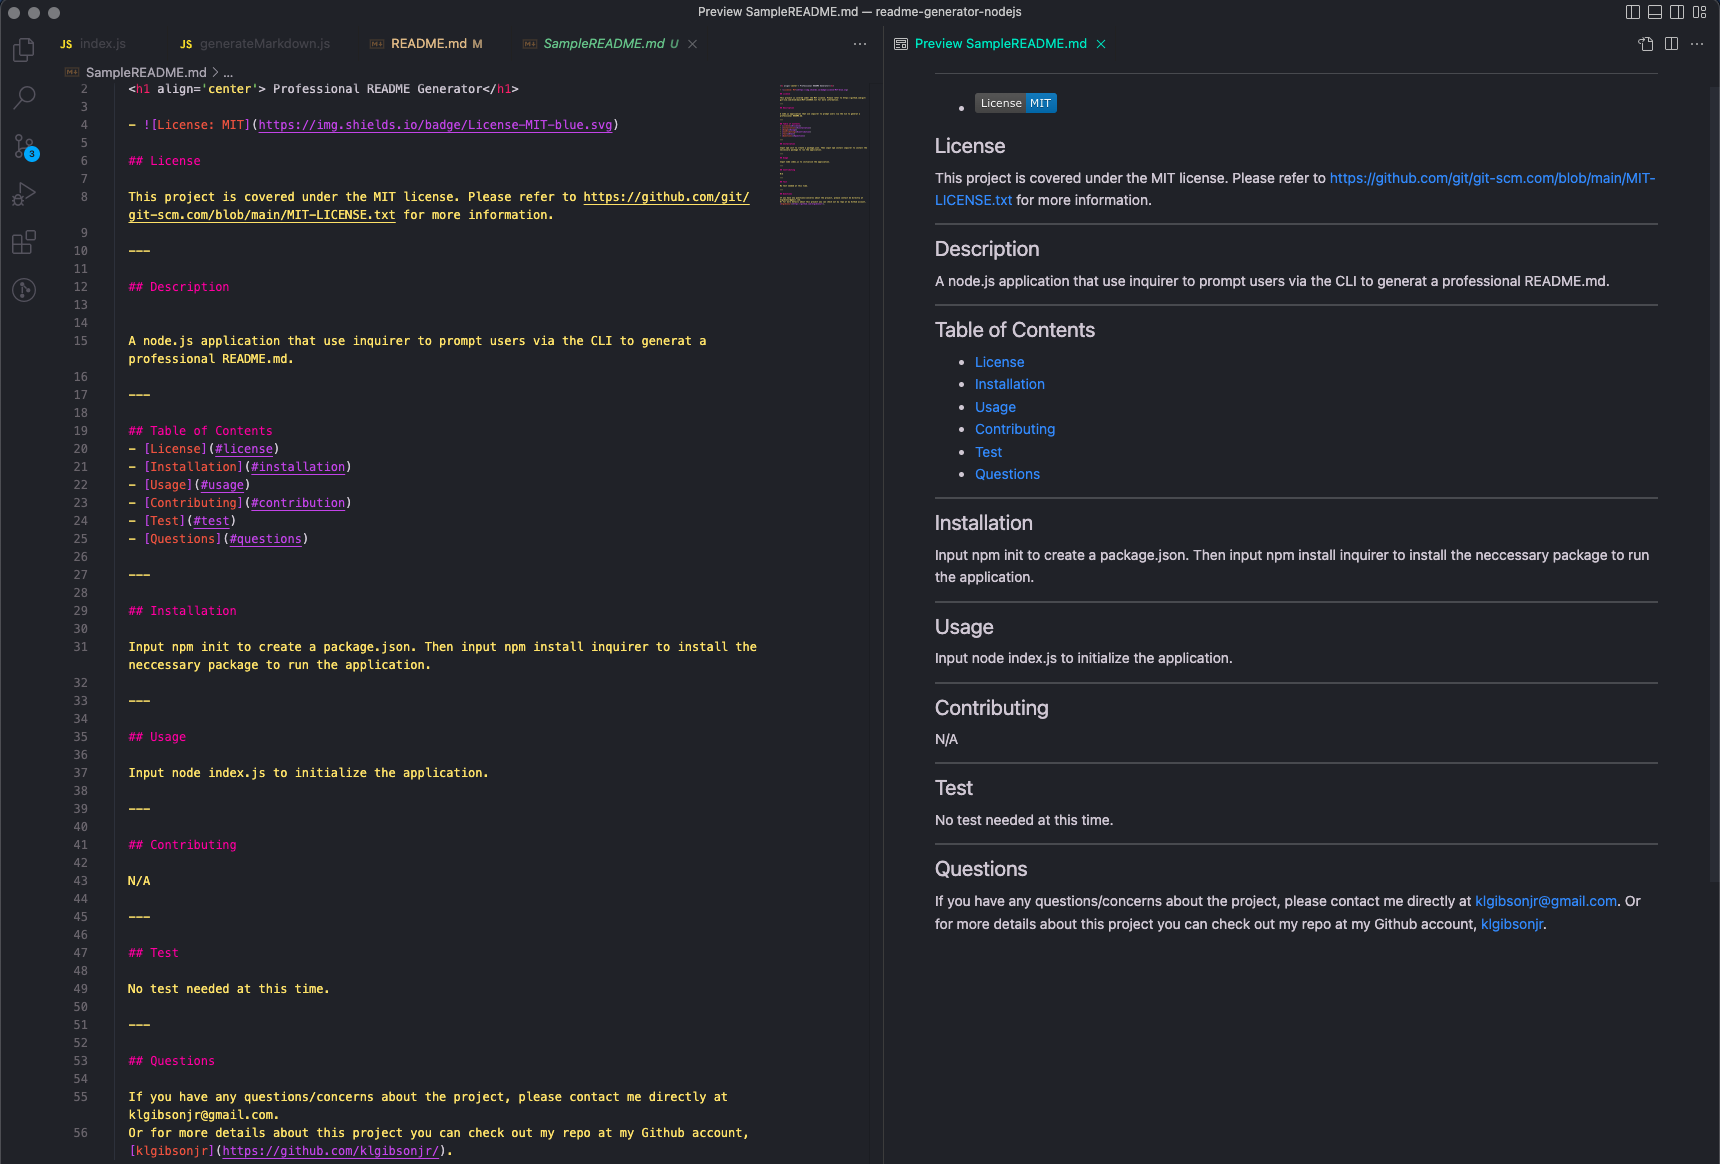 Preview SampleREADME.md — readme-generator-nodejs
JS index.js
JS generateMarkdown.js
README.md M
SampleREADME.md U
Preview SampleREADME.md
SampleREADME.md > ...
3
2 <h1 align='center'> Professional README Generator</h1>
3
4 - ![License: MIT](https://img.shields.io/badge/License-MIT-blue.svg)
5
6 ## License
7
8 This project is covered under the MIT license. Please refer to https://github.com/git/
git-scm.com/blob/main/MIT-LICENSE.txt for more information.
9
10 ---
11
12 ## Description
13
14
15 A node.js application that use inquirer to prompt users via the CLI to generat a
professional README.md.
16
17 ---
18
19 ## Table of Contents
20 - [License](#license)
21 - [Installation](#installation)
22 - [Usage](#usage)
23 - [Contributing](#contribution)
24 - [Test](#test)
25 - [Questions](#questions)
26
27 ---
28
29 ## Installation
30
31 Input npm init to create a package.json. Then input npm install inquirer to install the
neccessary package to run the application.
32
33 ---
34
35 ## Usage
36
37 Input node index.js to initialize the application.
38
39 ---
40
41 ## Contributing
42
43 N/A
44
45 ---
46
47 ## Test
48
49 No test needed at this time.
50
51 ---
52
53 ## Questions
54
55 If you have any questions/concerns about the project, please contact me directly at
klgibsonjr@gmail.com.
56 Or for more details about this project you can check out my repo at my Github account,
[klgibsonjr](https://github.com/klgibsonjr/).
License MIT
License
This project is covered under the MIT license. Please refer to https://github.com/git/git-scm.com/blob/main/MIT-
LICENSE.txt for more information.
Description
A node.js application that use inquirer to prompt users via the CLI to generat a professional README.md.
Table of Contents
License
Installation
Usage
Contributing
Test
Questions
Installation
Input npm init to create a package.json. Then input npm install inquirer to install the neccessary package to run
the application.
Usage
Input node index.js to initialize the application.
Contributing
N/A
Test
No test needed at this time.
Questions
If you have any questions/concerns about the project, please contact me directly at klgibsonjr@gmail.com. Or
for more details about this project you can check out my repo at my Github account, klgibsonjr.